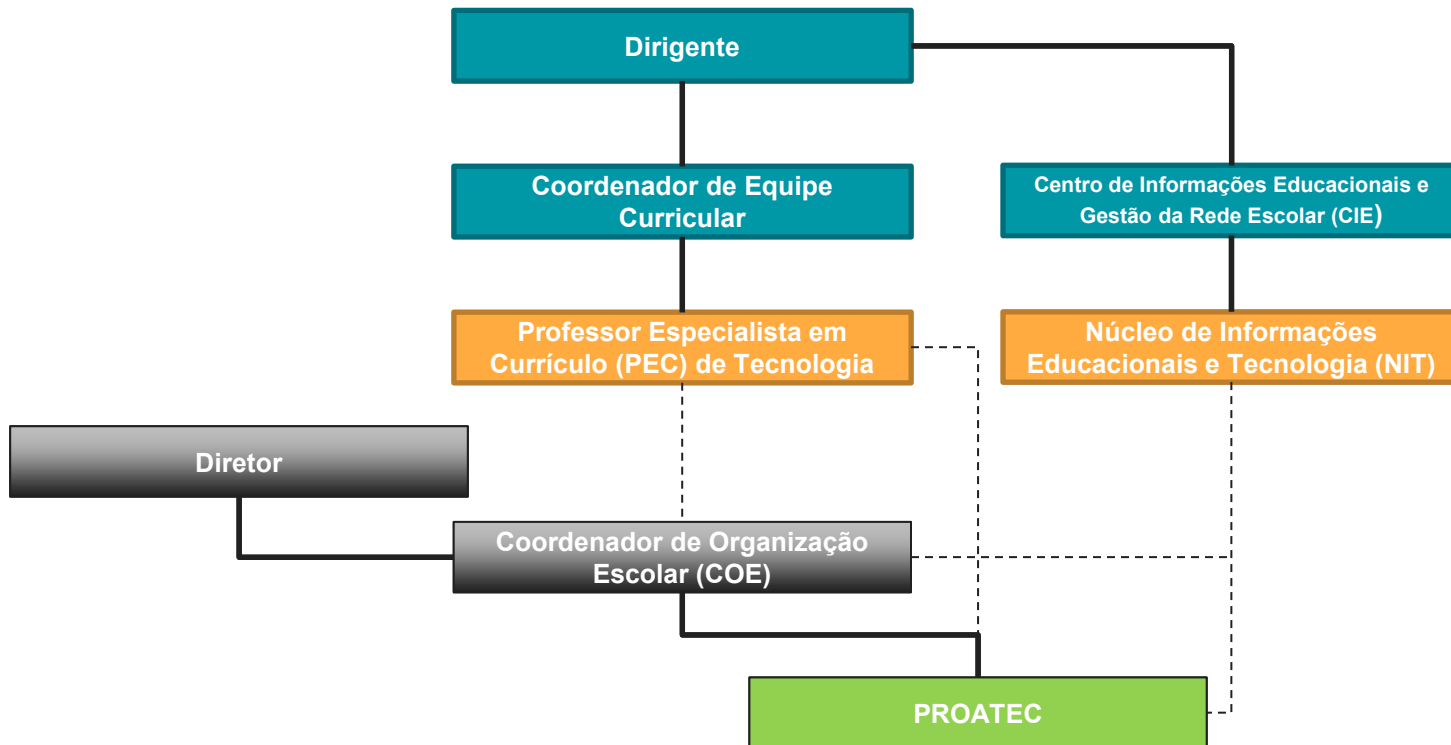 Dirigente
Coordenador de Equipe
Curricular
Centro de Informações Educacionais e
Gestão da Rede Escolar (CIE)
Professor Especialista em
Currículo (PEC) de Tecnologia
Núcleo de Informações
Educacionais e Tecnologia (NIT)
Diretor
Coordenador de Organização
Escolar (COE)
PROATEC